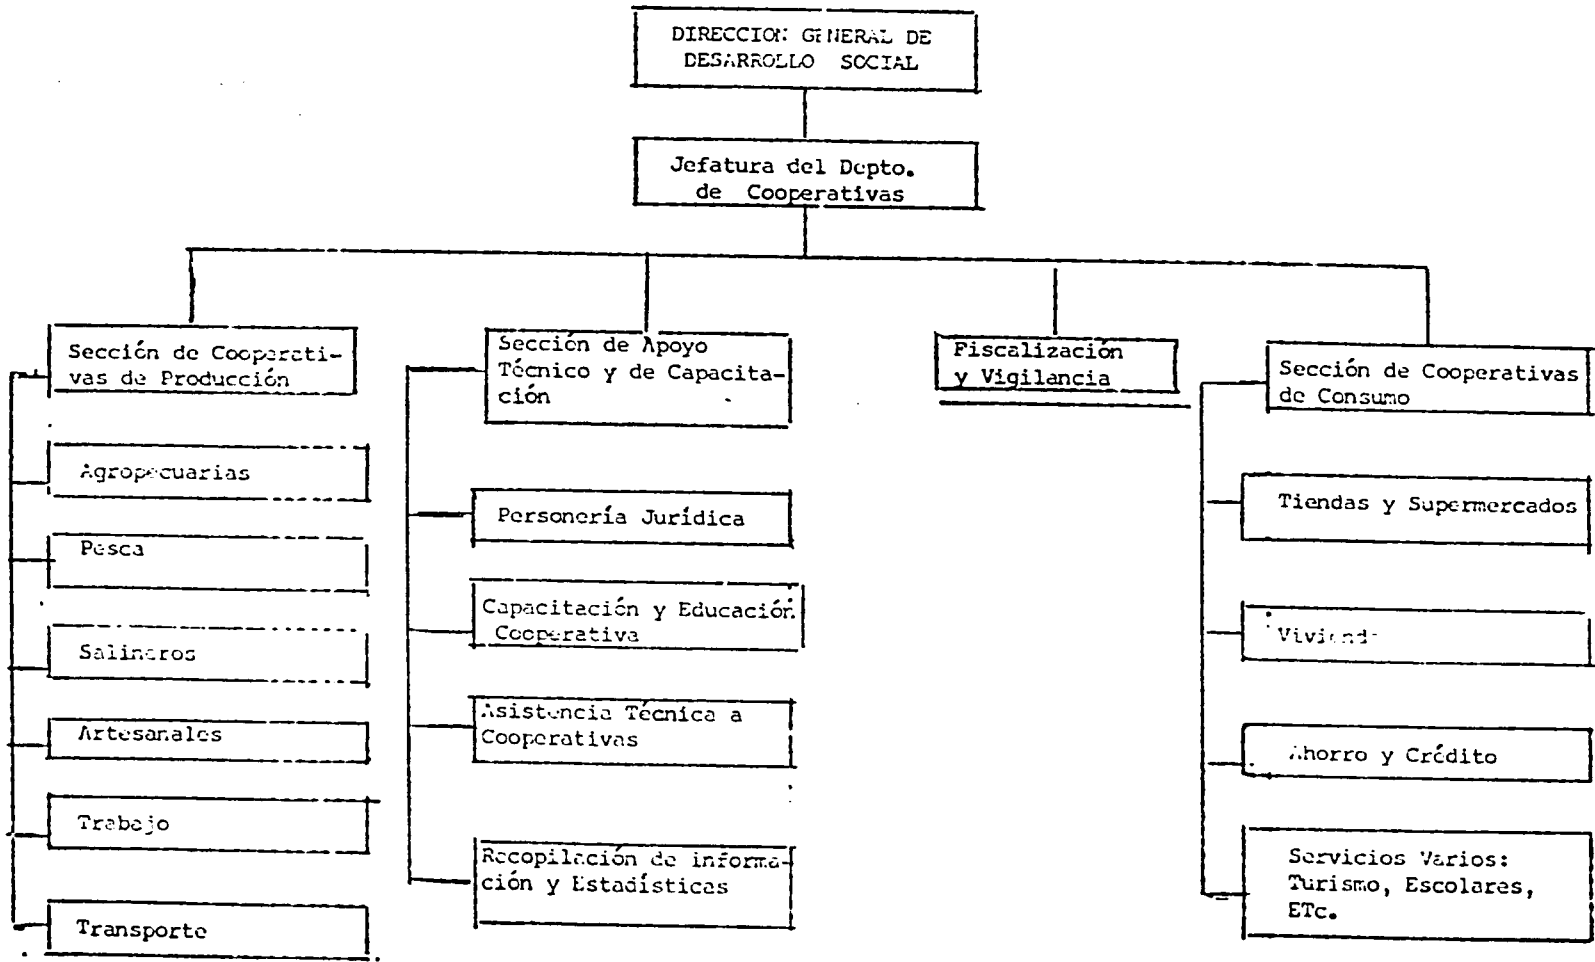 DIRECCION GENERAL DE
DESARROLLO SOCIAL
Jefatura del Depto.
de Cooperativas
Sección de Cooperati-
vas de Producción
Agropecuarias
Pesca
Salineros
Artesanales
Trabajo
Transporte
Sección de Apoyo
Técnico y de Capacita-
ción
Personería Jurídica
Capacitación y Educación
Cooperativa
Asistencia Técnica a
Cooperativas
Recopilación de informa-
ción y Estadísticas
Fiscalización
y Vigilancia
Sección de Cooperativas
de Consumo
Tiendas y Supermercados
Vivienda
Ahorro y Crédito
Servicios Varios:
Turismo, Escolares,
ETc.